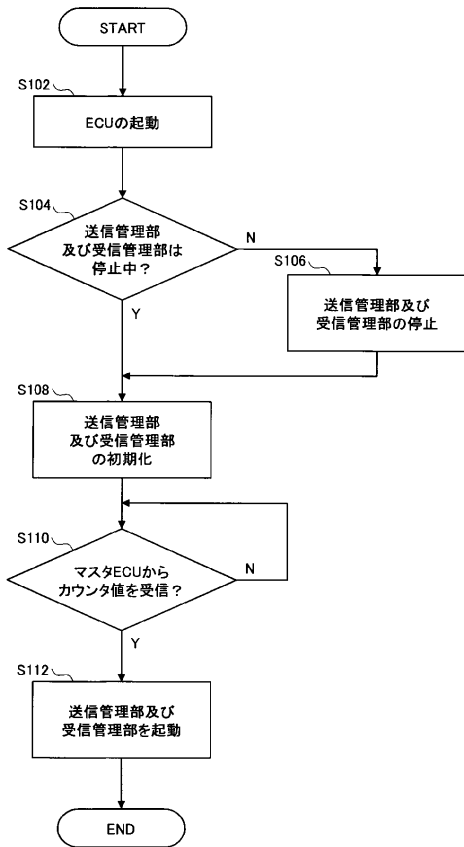 START
S102
ECUの起動
S104
送信管理部
及び受信管理部は
停止中？
N
S106
送信管理部及び
受信管理部の停止
Y
S108
送信管理部
及び受信管理部
の初期化
S110
マスタECUから
カウンタ値を受信？
N
Y
S112
送信管理部及び
受信管理部を起動
END